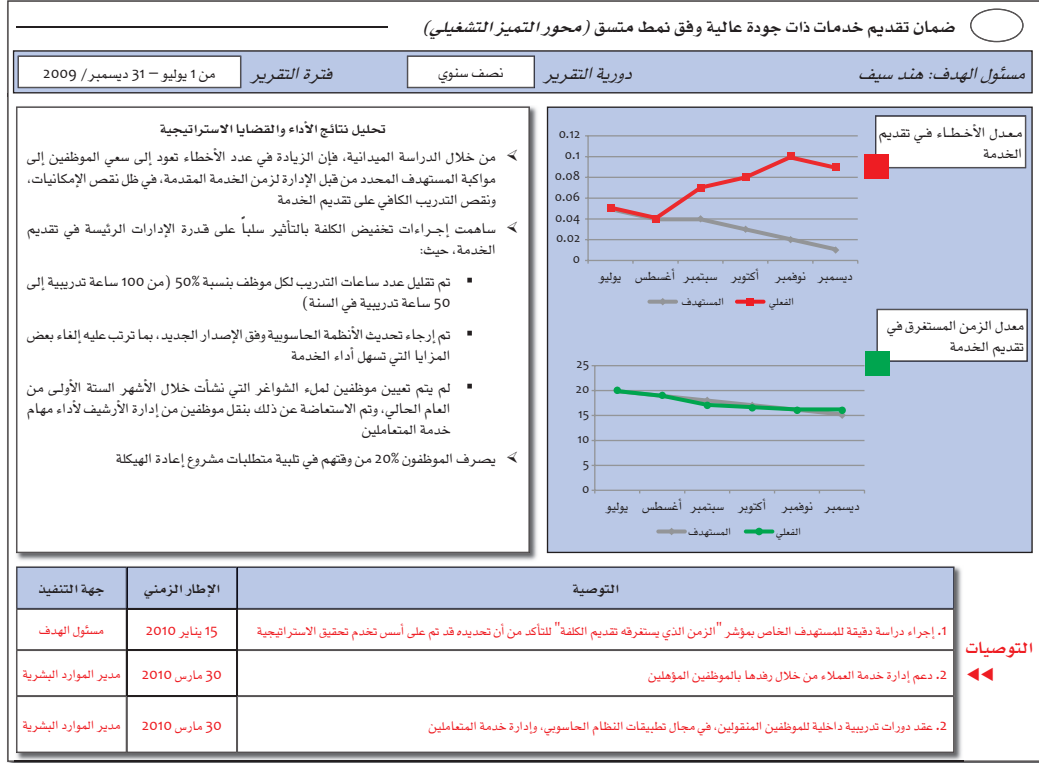 ضمان تقديم خدمات ذات جودة عالية وفق نمط متسق (محور التميز التشغيلي)
مسئول الهدف: هند سيف
دورية التقرير
نصف سنوي
فترة التقرير
من 1 يوليو – 31 ديسمبر/ 2009
معدل الأخطاء في تقديم
الخدمة
0.12
0.1
0.08
0.06
0.04
0.02
0
يوليو أغسطس سبتمبر أكتوبر نوفمبر ديسمبر
الفعلي المستهدف
معدل الزمن المستغرق في
تقديم الخدمة
25
20
15
10
5
0
يوليو أغسطس سبتمبر أكتوبر نوفمبر ديسمبر
الفعلي المستهدف
تحليل نتائج الأداء والقضايا الاستراتيجية
من خلال الدراسة الميدانية، فإن الزيادة في عدد الأخطاء تعود إلى سعي الموظفين إلى
مواكبة المستهدف المحدد من قبل الإدارة لزمن الخدمة المقدمة، في ظل نقص الإمكانيات،
ونقص التدريب الكافي على تقديم الخدمة
ساهمت إجراءات تخفيض الكلفة بالتأثير سلباً على قدرة الإدارات الرئيسة في تقديم
الخدمة، حيث:
تم تقليل عدد ساعات التدريب لكل موظف بنسبة 50% (من 100 ساعة تدريبية إلى
50 ساعة تدريبية في السنة)
تم إرجاء تحديث الأنظمة الحاسوبية وفق الإصدار الجديد، بما ترتب عليه إلغاء بعض
المزايا التي تسهل أداء الخدمة
لم يتم تعيين موظفين لملء الشواغر التي نشأت خلال الأشهر الستة الأولى من
العام الحالي، وتم الاستعاضة عن ذلك بنقل موظفين من إدارة الأرشيف لأداء مهام
خدمة المتعاملين
يصرف الموظفون 20% من وقتهم في تلبية متطلبات مشروع إعادة الهيكلة
التوصيات
التوصية
الإطار الزمني
جهة التنفيذ
1. إجراء دراسة دقيقة للمستهدف الخاص بمؤشر "الزمن الذي يستغرقه تقديم الكلفة" للتأكد من أن تحديده قد تم على أسس تخدم تحقيق الاستراتيجية
15 يناير 2010
مسئول الهدف
2. دعم إدارة خدمة العملاء من خلال رفدها بالموظفين المؤهلين
30 مارس 2010
مدير الموارد البشرية
2. عقد دورات تدريبية داخلية للموظفين المنقولين، في مجال تطبيقات النظام الحاسوبي، وإدارة خدمة المتعاملين
30 مارس 2010
مدير الموارد البشرية